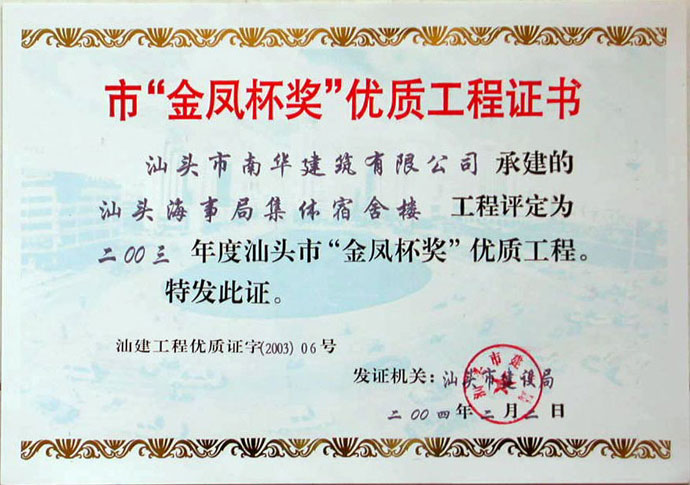 市“金凤杯奖”优质工程证书
汕头市南华建筑有限公司 承建的
汕头海事局集体宿舍楼 工程评定为
二00三 年度汕头市“金凤杯奖”优质工程。
特发此证。
汕建工程优质证字(2003) 06 号
发证机关:汕头市建设局
二00四年二月二日